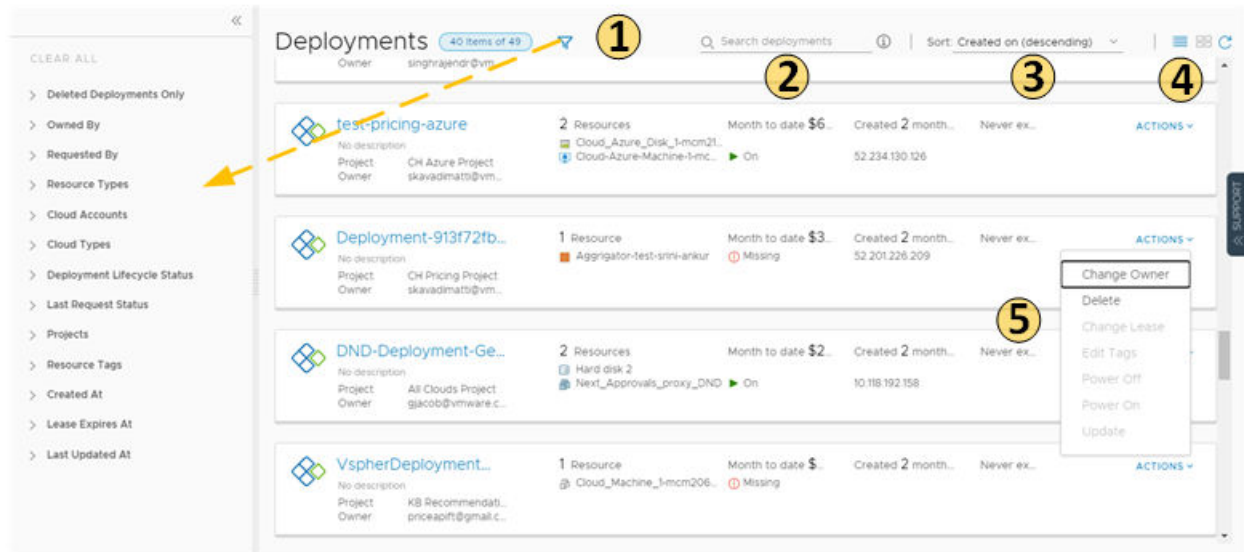 CLEAR ALL
Deleted Deployments Only
Owned By
Requested By
Resource Types
Cloud Accounts
Cloud Types
Deployment Lifecycle Status
Last Request Status
Projects
Resource Tags
Created At
Lease Expires At
Last Updated At
Deployments 40 items of 49 1 Search deployments Sort: Created on (descending)
2 3 4
Owner singhrajendr@vm...
test-pricing-azure 2 Resources Month to date $6... Created 2 month... Never ex... ACTIONS
No description Cloud_Azure_Disk_1-mcm21...
Cloud-Azure-Machine-1-mc... On 52.234.130.126
Project CH Azure Project
Owner skavadimatti@vm...
Deployment-913f72fb... 1 Resource Month to date $3... Created 2 month... Never ex... ACTIONS
No description Aggrigator-test-srini-ankur Missing 52.201.226.209
Project CH Pricing Project
Owner skavadimatti@vm...
5
Change Owner
Delete
Change Lease
Edit Tags
Power Off
Power On
Update
DND-Deployment-Ge... 2 Resources Month to date $2... Created 2 month... Never ex...
No description Hard disk 2
Next_Approvals_proxy_DND On 10.118.192.158
Project All Clouds Project
Owner gjacob@vmware.c...
VspherDeployment... 1 Resource Month to date $... Created 2 month... Never ex... ACTIONS
No description Cloud_Machine_1-mcm206... Missing
Project KB Recommendati...
Owner priceapift@gmail.c...
SUPPORT